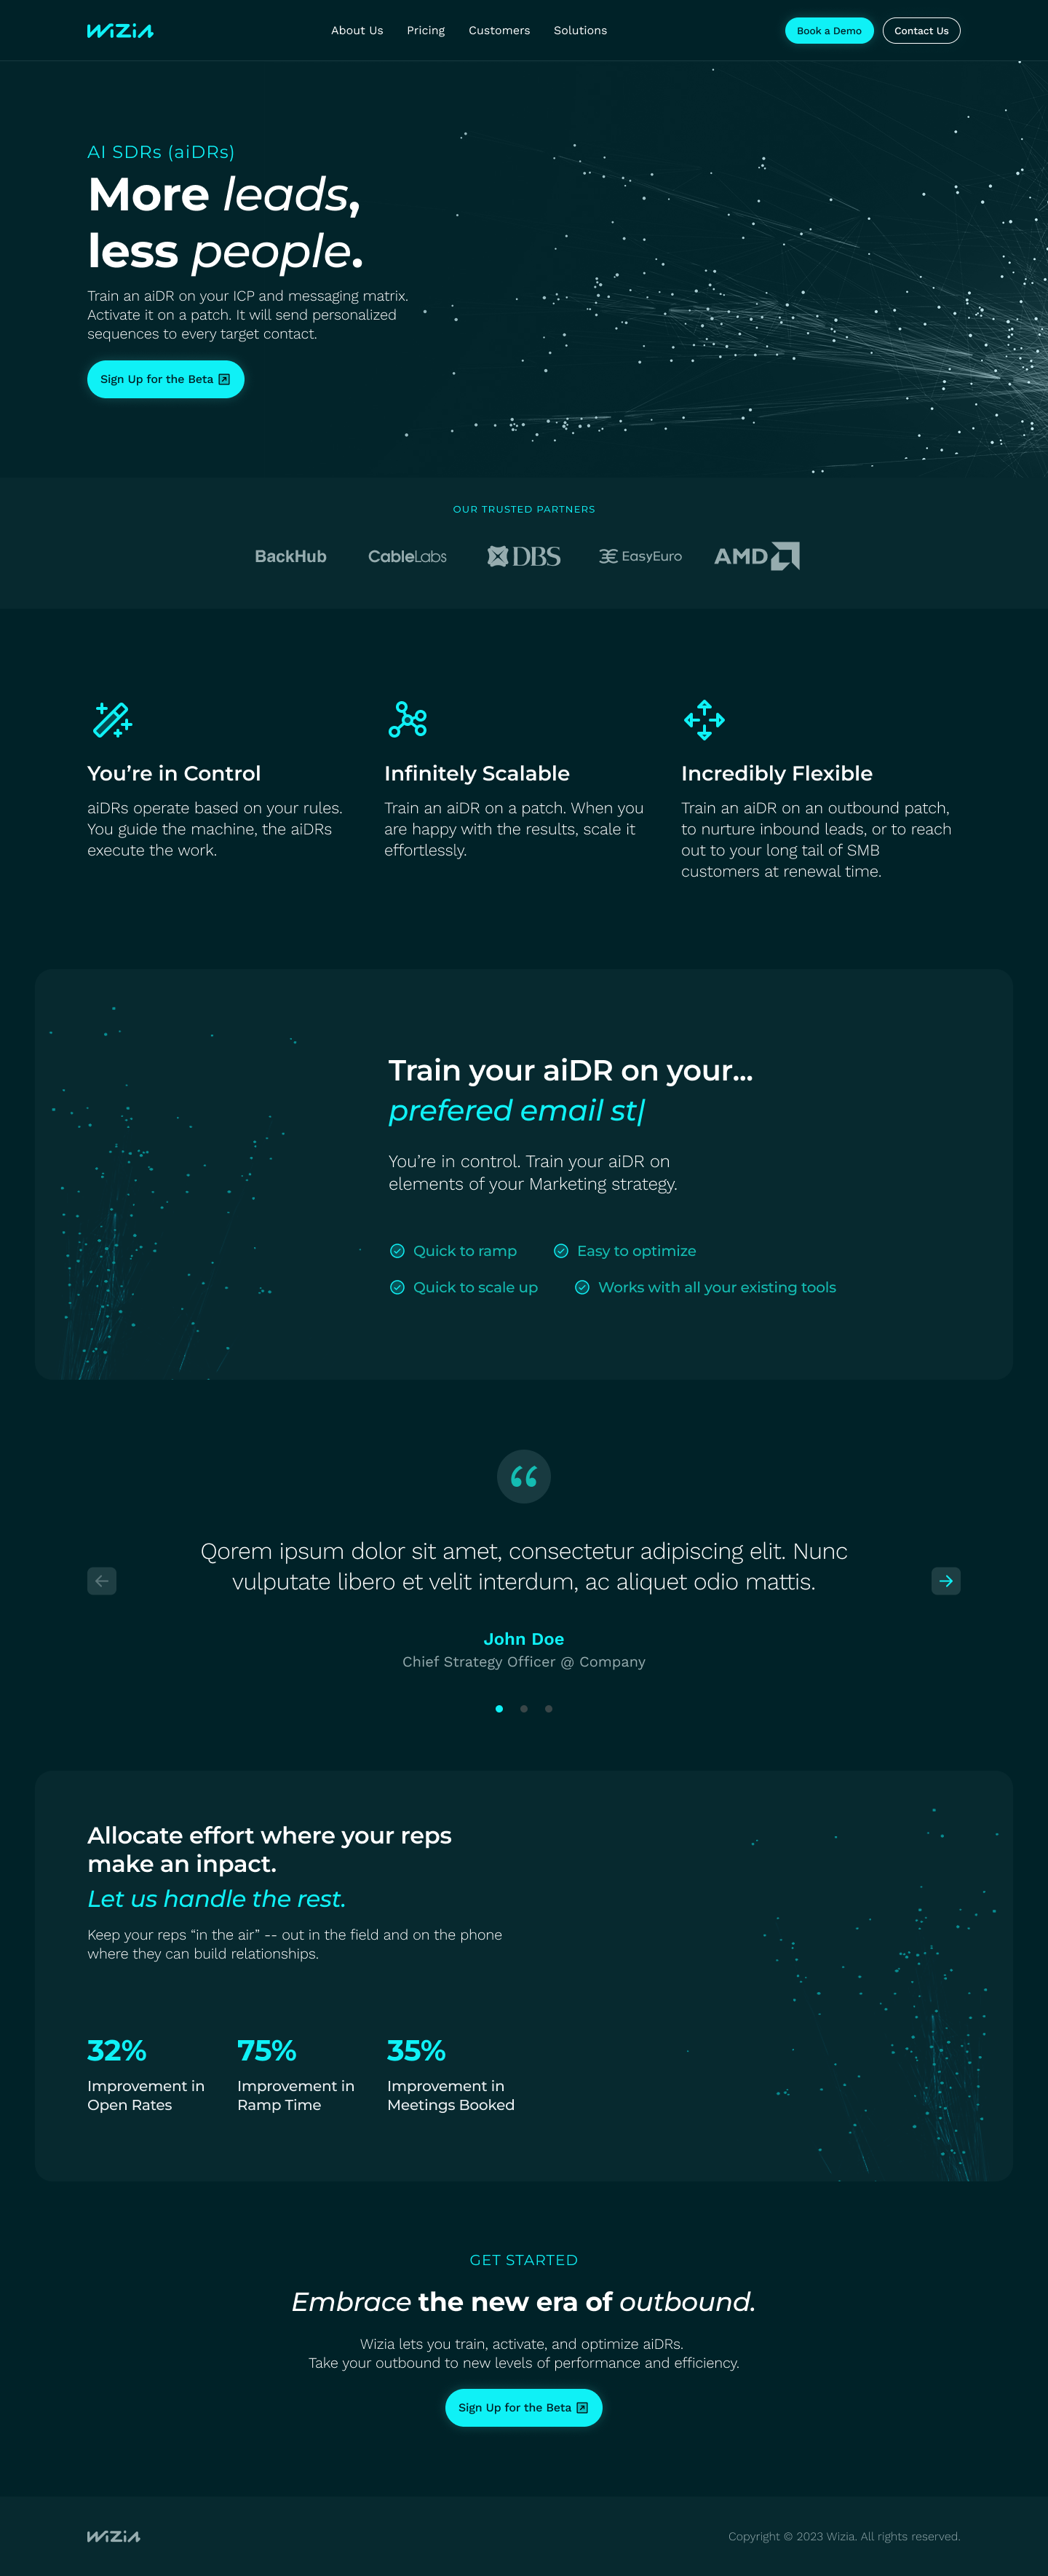 WiZiA
About Us
Pricing
Customers
Solutions
Book a Demo
Contact Us
AI SDRs (aiDRs)
More leads,
less people.
Train an aiDR on your ICP and messaging matrix.
Activate it on a patch. It will send personalized
sequences to every target contact.
Sign Up for the Beta
OUR TRUSTED PARTNERS
BackHub
CableLabs
DBS
EasyEuro
AMD
You’re in Control
aiDRs operate based on your rules.
You guide the machine, the aiDRs
execute the work.
Infinitely Scalable
Train an aiDR on a patch. When you
are happy with the results, scale it
effortlessly.
Incredibly Flexible
Train an aiDR on an outbound patch,
to nurture inbound leads, or to reach
out to your long tail of SMB
customers at renewal time.
Train your aiDR on your...
prefered email st|
You’re in control. Train your aiDR on
elements of your Marketing strategy.
Quick to ramp
Easy to optimize
Quick to scale up
Works with all your existing tools
“
Qorem ipsum dolor sit amet, consectetur adipiscing elit. Nunc
vulputate libero et velit interdum, ac aliquet odio mattis.
John Doe
Chief Strategy Officer @ Company
Allocate effort where your reps
make an inpact.
Let us handle the rest.
Keep your reps “in the air” -- out in the field and on the phone
where they can build relationships.
32%
Improvement in
Open Rates
75%
Improvement in
Ramp Time
35%
Improvement in
Meetings Booked
GET STARTED
Embrace the new era of outbound.
Wizia lets you train, activate, and optimize aiDRs.
Take your outbound to new levels of performance and efficiency.
Sign Up for the Beta
WiZiA
Copyright © 2023 Wizia. All rights reserved.